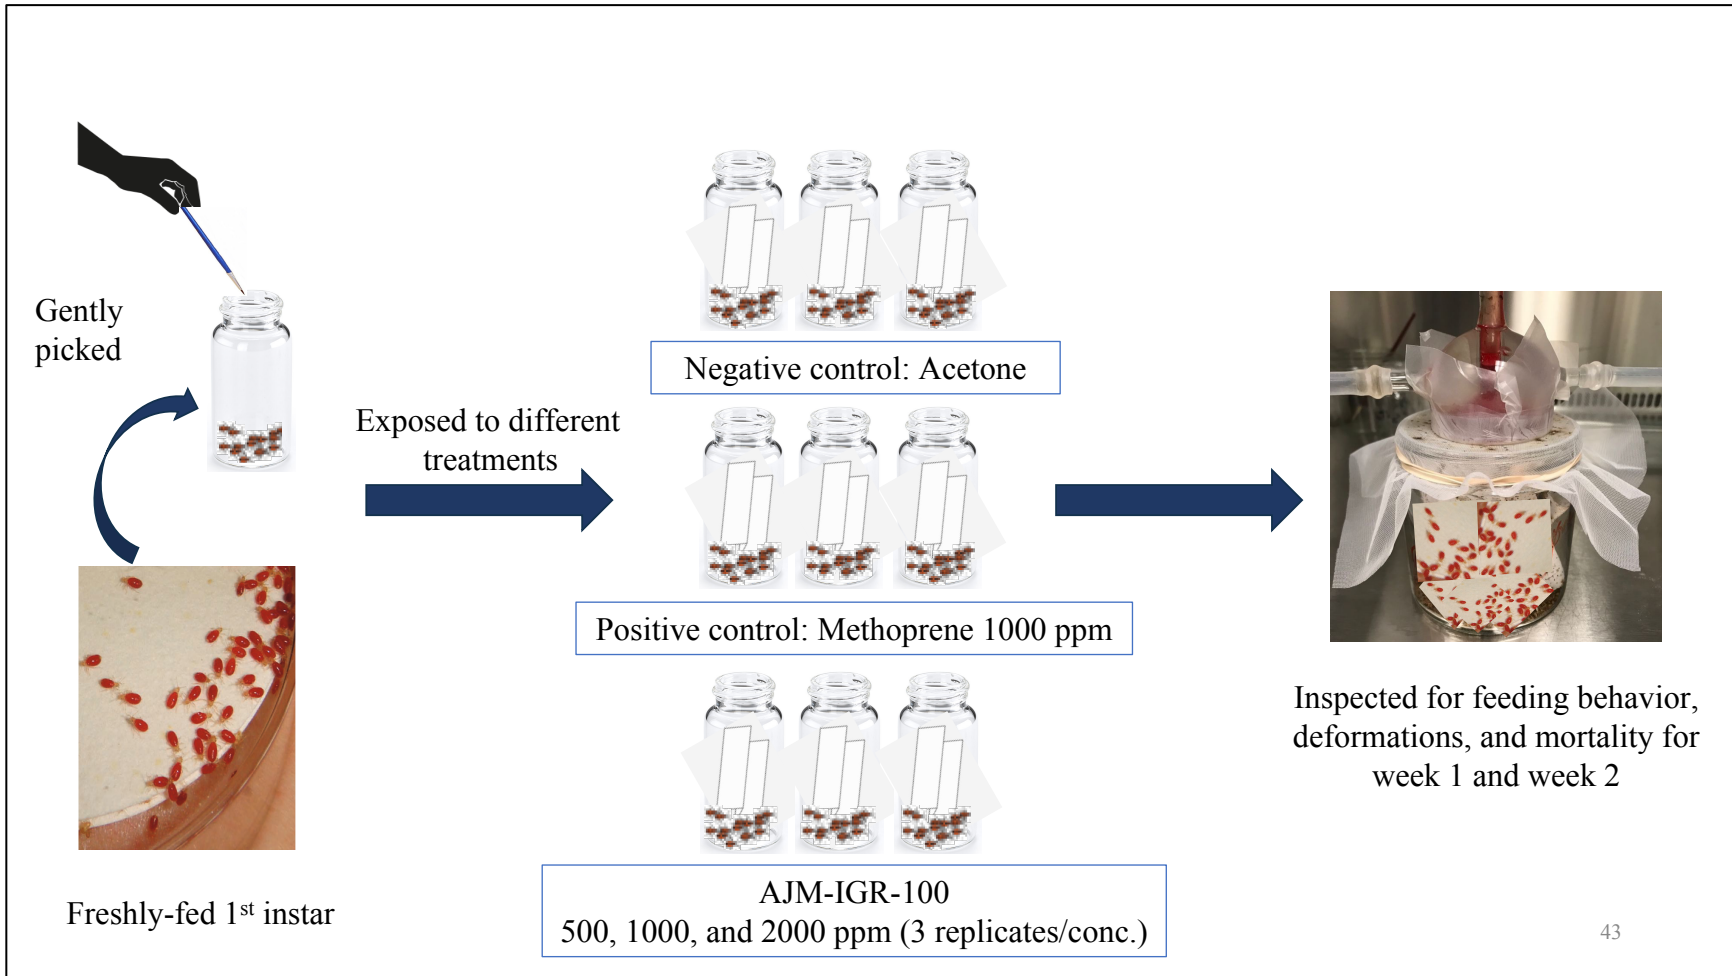 Gently
picked
Freshly-fed 1st instar
Exposed to different
treatments
Negative control: Acetone
Positive control: Methoprene 1000 ppm
AJM-IGR-100
500, 1000, and 2000 ppm (3 replicates/conc.)
Inspected for feeding behavior,
deformations, and mortality for
week 1 and week 2
43